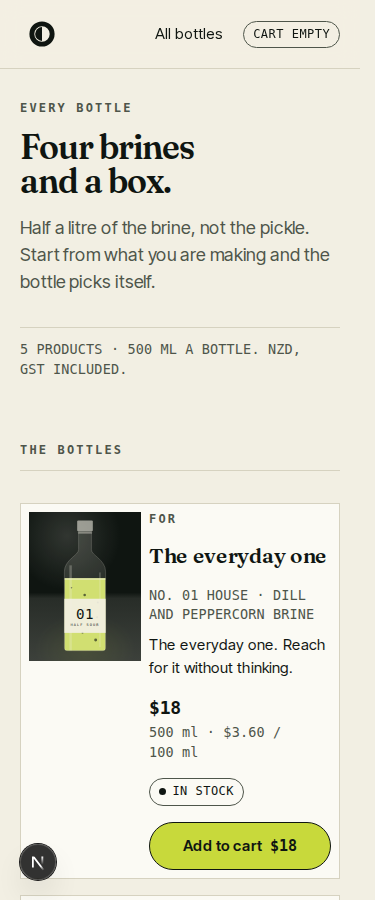 All bottles
CART EMPTY
EVERY BOTTLE
Four brines
and a box.
Half a litre of the brine, not the pickle.
Start from what you are making and the
bottle picks itself.
5 PRODUCTS · 500 ML A BOTTLE. NZD,
GST INCLUDED.
THE BOTTLES
01
HALF SOUR
FOR
The everyday one
NO. 01 HOUSE · DILL
AND PEPPERCORN BRINE
The everyday one. Reach
for it without thinking.
$18
500 ml · $3.60 /
100 ml
IN STOCK
Add to cart $18
N